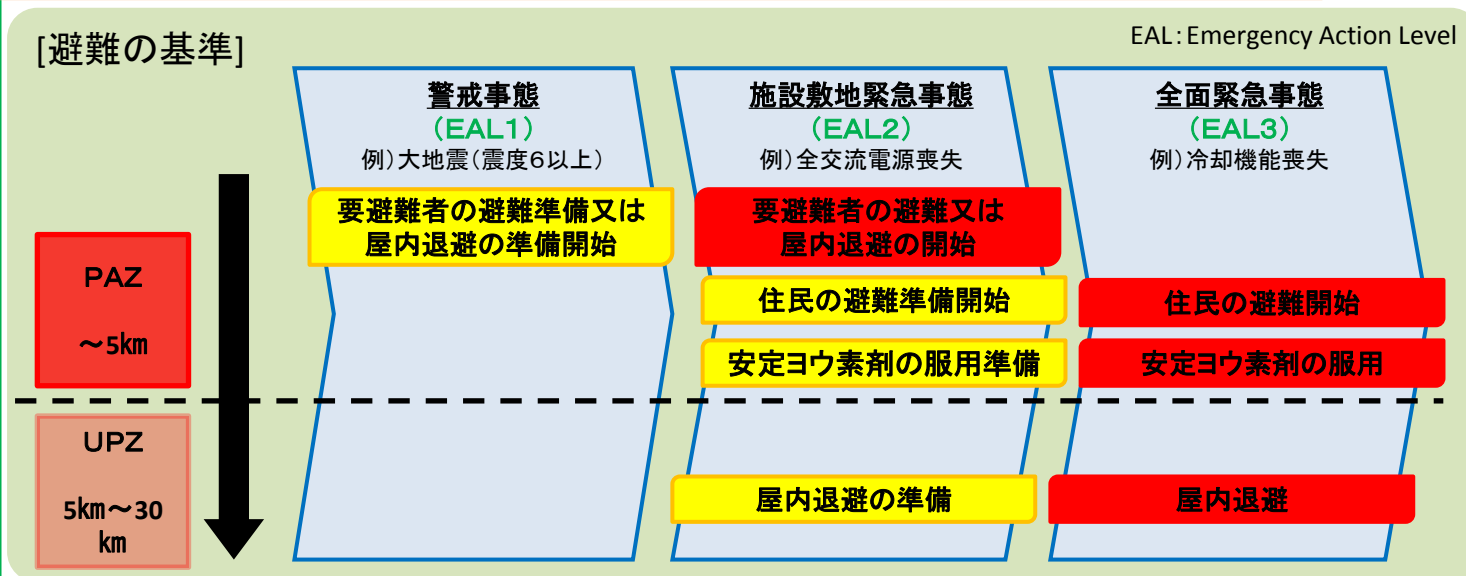 [避難の基準]
EAL:Emergency Action Level
警戒事態
(EAL1)
例)大地震(震度6以上)
施設敷地緊急事態
(EAL2)
例)全交流電源喪失
全面緊急事態
(EAL3)
例)冷却機能喪失
PAZ
~5㎞
要避難者の避難準備又は
屋内退避の準備開始
要避難者の避難又は
屋内退避の開始
住民の避難準備開始
住民の避難開始
安定ヨウ素剤の服用準備
安定ヨウ素剤の服用
UPZ
5㎞~30
㎞
屋内退避の準備
屋内退避